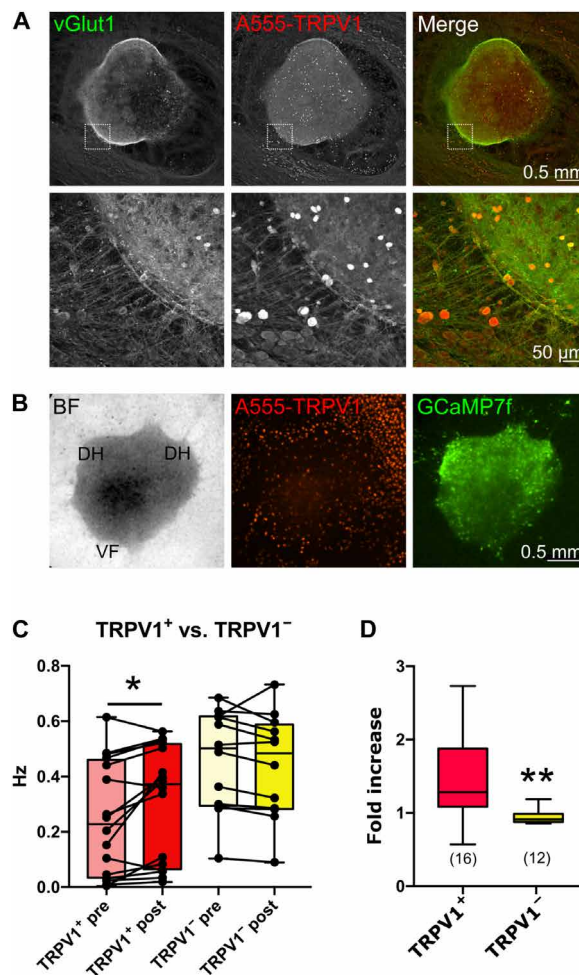 A
vGlut1
A555-TRPV1
Merge
0.5 mm
50 µm
B
BF
A555-TRPV1
GCaMP7f
DH
DH
VF
0.5 mm
C
TRPV1⁺ vs. TRPV1⁻
0.8
0.6
0.4
0.2
0.0
Hz
*
TRPV1⁺ pre
TRPV1⁺ post
TRPV1⁻ pre
TRPV1⁻ post
D
3
2
1
0
Fold increase
**
(16)
(12)
TRPV1⁺
TRPV1⁻